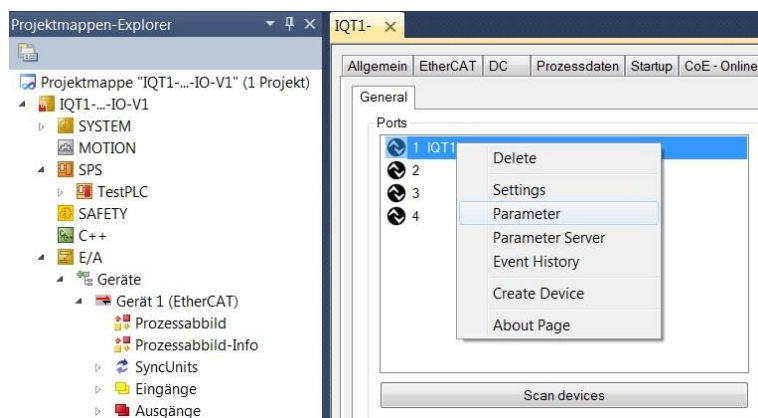 Projektmappen-Explorer
Projektmappe "IQT1-...-IO-V1" (1 Projekt)
IQT1-...-IO-V1
SYSTEM
MOTION
SPS
TestPLC
SAFETY
C++
E/A
Geräte
Gerät 1 (EtherCAT)
Prozessabbild
Prozessabbild-Info
SyncUnits
Eingänge
Ausgänge
IQT1-
Allgemein EtherCAT DC Prozessdaten Startup CoE - Online
General
Ports
1 IQT1
2
3
4
Delete
Settings
Parameter
Parameter Server
Event History
Create Device
About Page
Scan devices